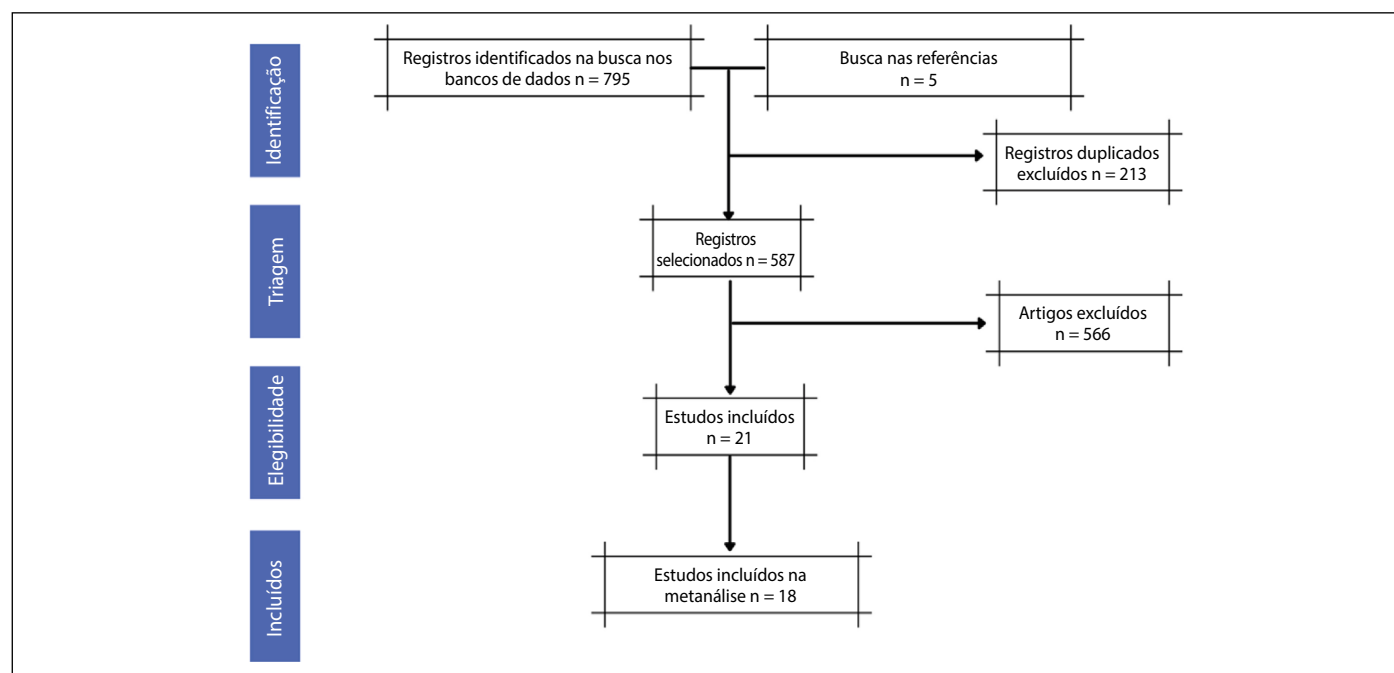 Identificação
Registros identificados na busca nos
bancos de dados n = 795
Busca nas referências
n = 5
Registros duplicados
excluídos n = 213
Triagem
Registros
selecionados n = 587
Artigos excluídos
n = 566
Elegibilidade
Estudos incluídos
n = 21
Incluídos
Estudos incluídos na
metanálise n = 18